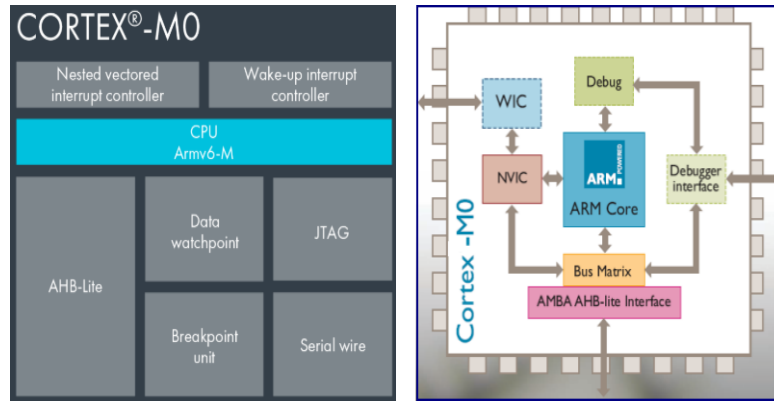 CORTEX®-M0
Nested vectored
interrupt controller
Wake-up interrupt
controller
CPU
Armv6-M
AHB-Lite
Data
watchpoint
JTAG
Breakpoint
unit
Serial wire
Cortex -M0
WIC
Debug
NVIC
ARM
POWERED
ARM Core
Debugger
interface
Bus Matrix
AMBA AHB-lite Interface